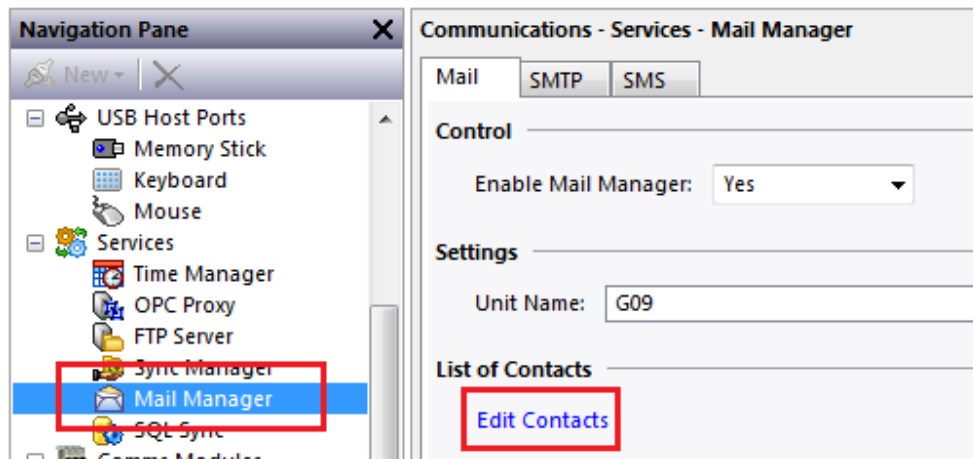 Navigation Pane
New
USB Host Ports
Memory Stick
Keyboard
Mouse
Services
Time Manager
OPC Proxy
FTP Server
Sync Manager
Mail Manager
SQL Sync
Comms Modules
Communications - Services - Mail Manager
Mail SMTP SMS
Control
Enable Mail Manager: Yes
Settings
Unit Name: G09
List of Contacts
Edit Contacts